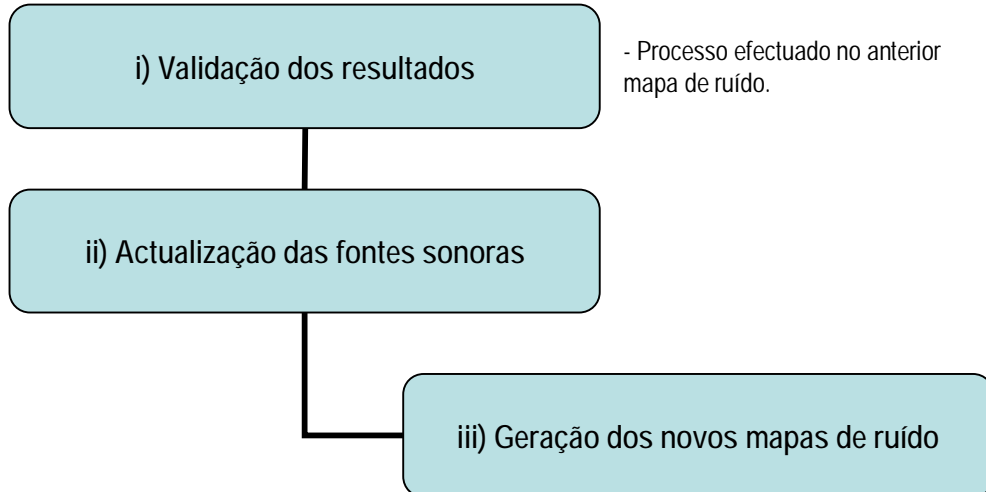 i) Validação dos resultados
- Processo efectuado no anterior
mapa de ruído.
ii) Actualização das fontes sonoras
iii) Geração dos novos mapas de ruído